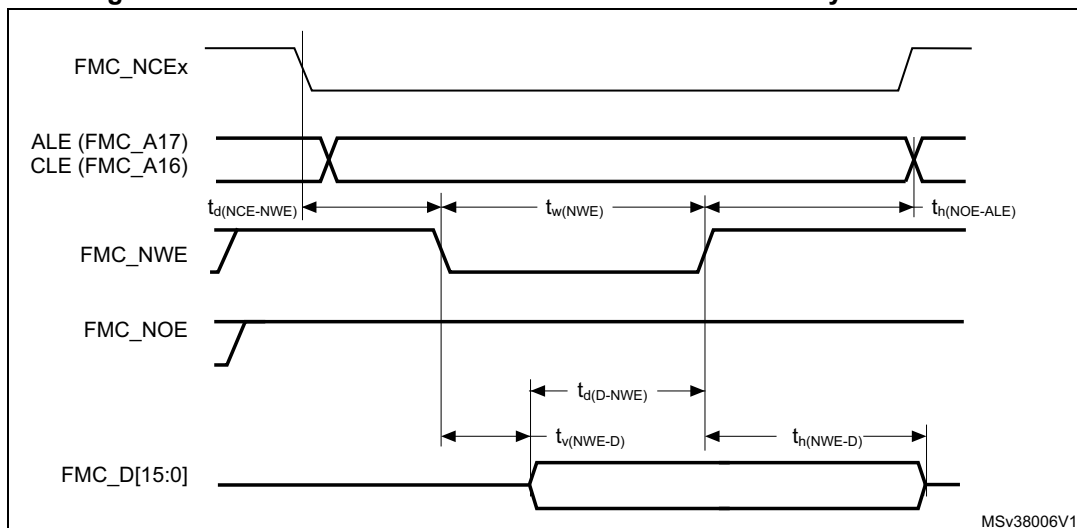 FMC_NCEx
ALE (FMC_A17)
CLE (FMC_A16)
td(NCE-NWE)
tw(NWE)
th(NOE-ALE)
FMC_NWE
FMC_NOE
td(D-NWE)
tv(NWE-D)
th(NWE-D)
FMC_D[15:0]
MSv38006V1